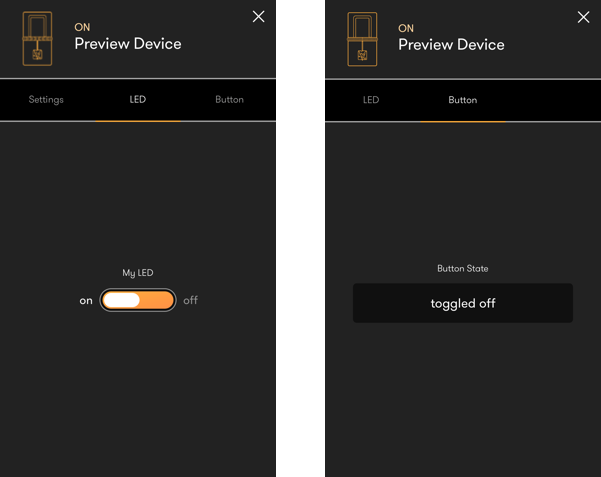 ON
Preview Device
Settings LED Button
My LED
on off
ON
Preview Device
LED Button
Button State
toggled off